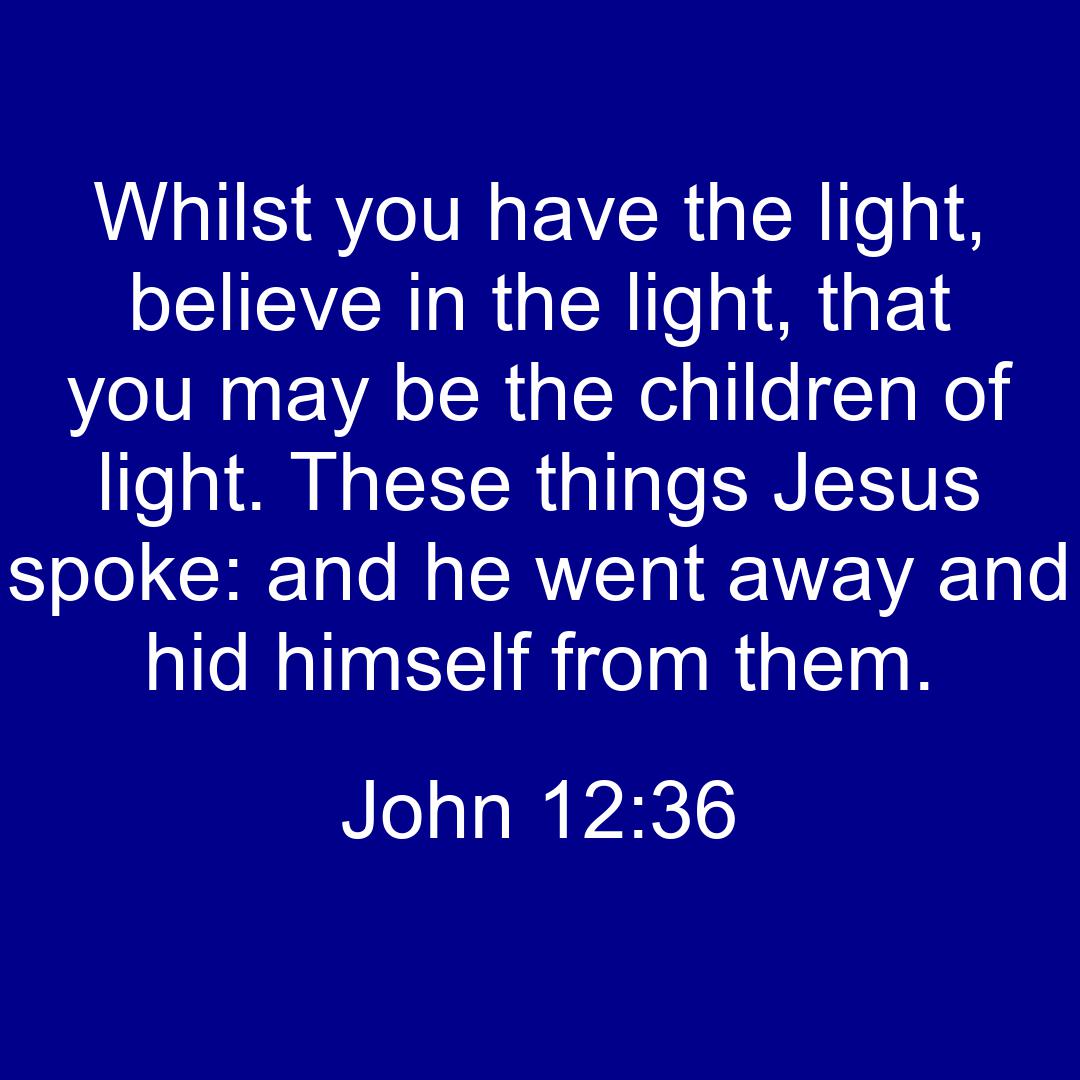 Whilst you have the light,
believe in the light, that
you may be the children of
light. These things Jesus
spoke: and he went away and
hid himself from them.
John 12:36